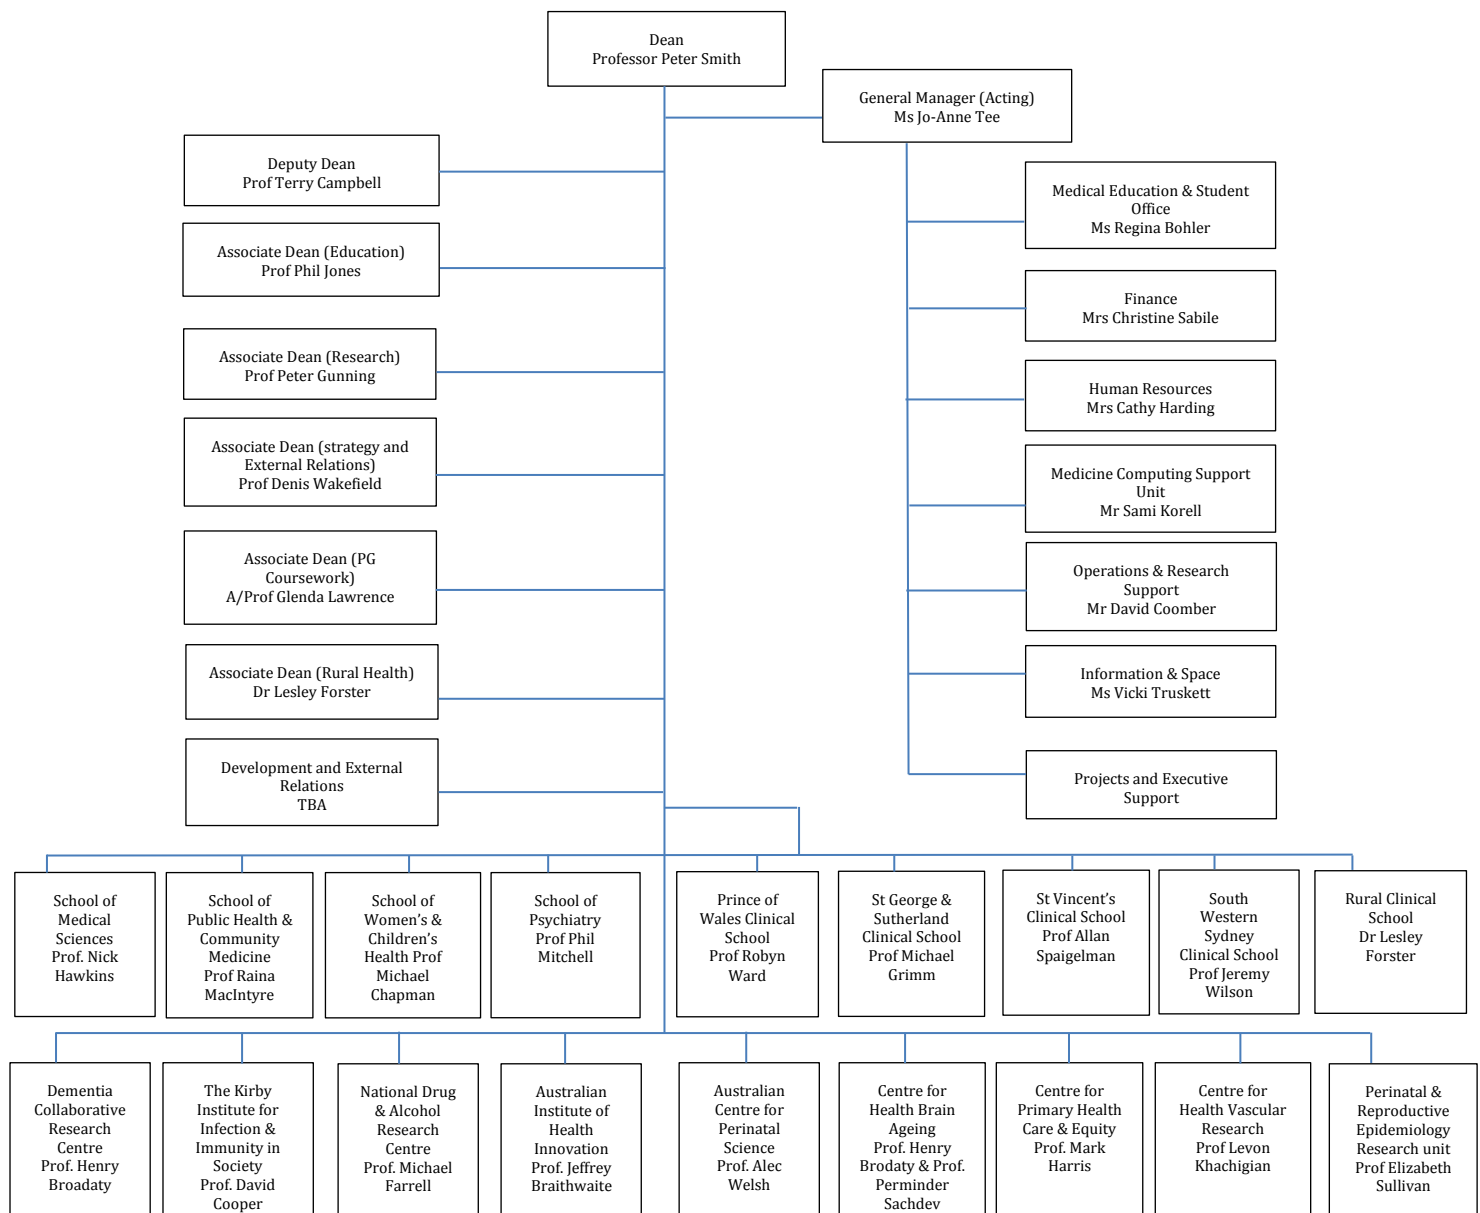 Dean
Professor Peter Smith
General Manager (Acting)
Ms Jo-Anne Tee
Deputy Dean
Prof Terry Campbell
Associate Dean (Education)
Prof Phil Jones
Associate Dean (Research)
Prof Peter Gunning
Associate Dean (strategy and
External Relations)
Prof Denis Wakefield
Associate Dean (PG
Coursework)
A/Prof Glenda Lawrence
Associate Dean (Rural Health)
Dr Lesley Forster
Development and External
Relations
TBA
Medical Education & Student
Office
Ms Regina Bohler
Finance
Mrs Christine Sabile
Human Resources
Mrs Cathy Harding
Medicine Computing Support
Unit
Mr Sami Korell
Operations & Research
Support
Mr David Coomber
Information & Space
Ms Vicki Truskett
Projects and Executive
Support
School of
Medical
Sciences
Prof. Nick
Hawkins
School of
Public Health &
Community
Medicine
Prof Raina
MacIntyre
School of
Women's &
Children's
Health Prof
Michael
Chapman
School of
Psychiatry
Prof Phil
Mitchell
Prince of
Wales Clinical
School
Prof Robyn
Ward
St George &
Sutherland
Clinical School
Prof Michael
Grimm
St Vincent's
Clinical School
Prof Allan
Spaigelman
South
Western
Sydney
Clinical School
Prof Jeremy
Wilson
Rural Clinical
School
Dr Lesley
Forster
Dementia
Collaborative
Research
Centre
Prof. Henry
Broadaty
The Kirby
Institute for
Infection &
Immunity in
Society
Prof. David
Cooper
National Drug
& Alcohol
Research
Centre
Prof. Michael
Farrell
Australian
Institute of
Health
Innovation
Prof. Jeffrey
Braithwaite
Australian
Centre for
Perinatal
Science
Prof. Alec
Welsh
Centre for
Health Brain
Ageing
Prof. Henry
Brodaty & Prof.
Perminder
Sachdev
Centre for
Primary Health
Care & Equity
Prof. Mark
Harris
Centre for
Health Vascular
Research
Prof Levon
Khachigian
Perinatal &
Reproductive
Epidemiology
Research unit
Prof Elizabeth
Sullivan